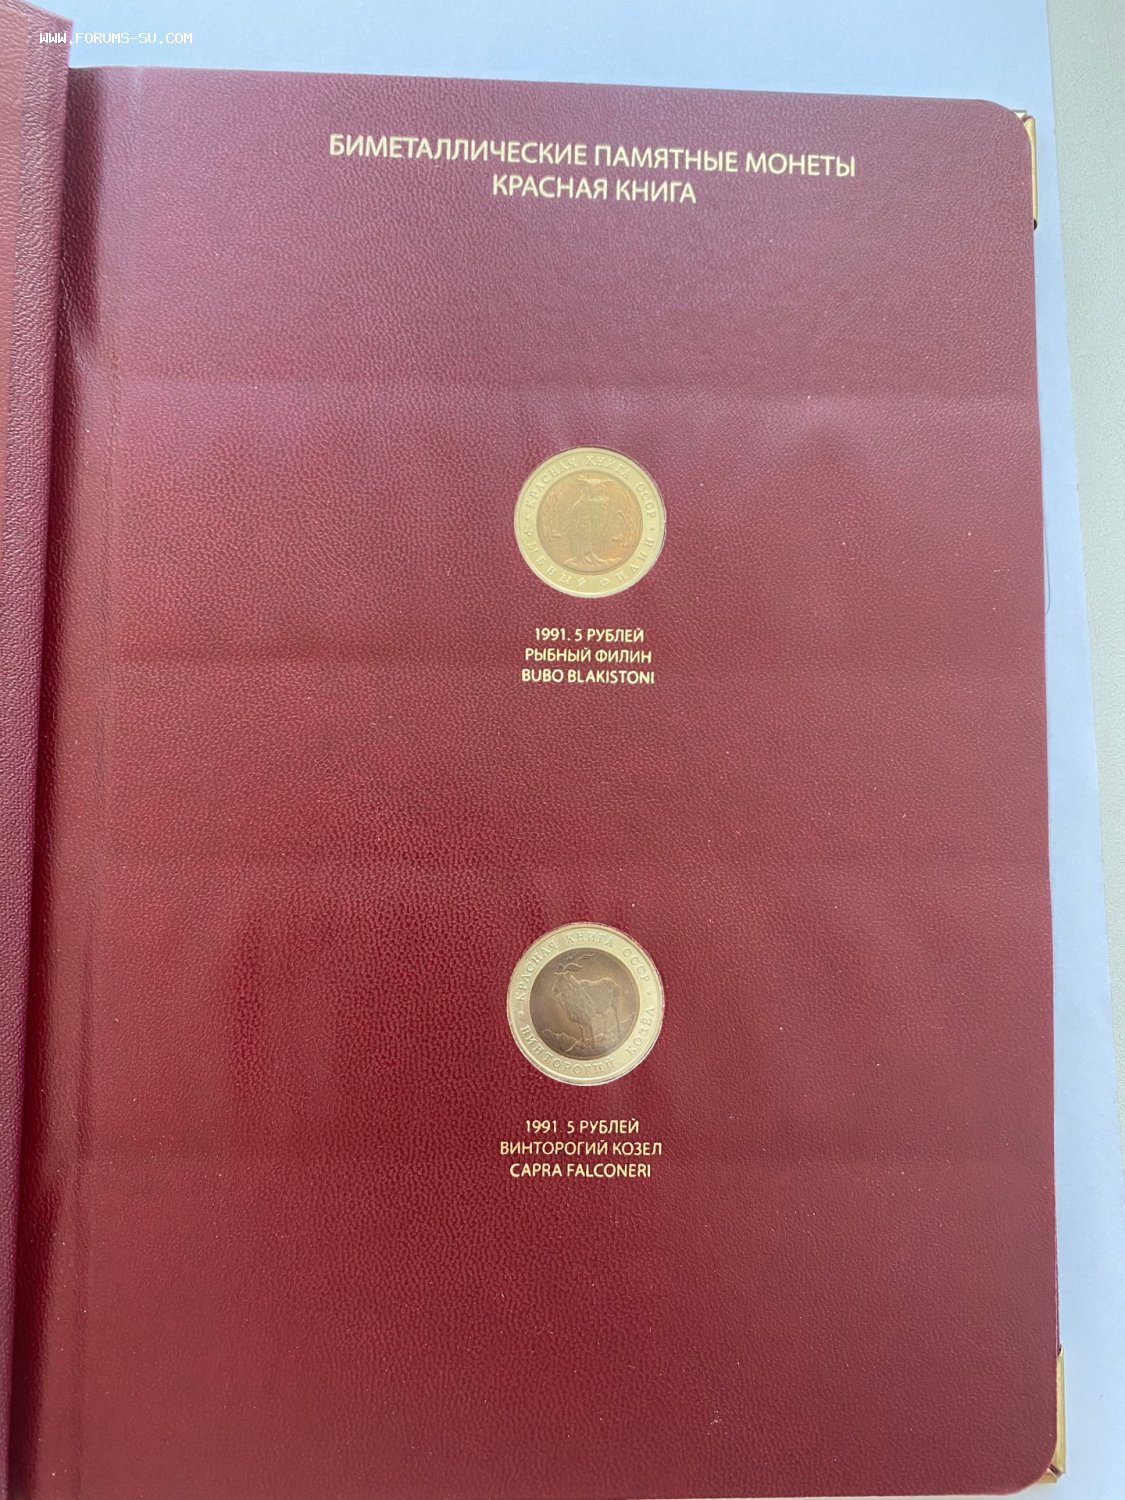 WWW.FORUMS-SU.COM
БИМЕТАЛЛИЧЕСКИЕ ПАМЯТНЫЕ МОНЕТЫ
КРАСНАЯ КНИГА
• КРАСНАЯ КНИГА СССР •
РЫБНЫЙ ФИЛИН
1991. 5 РУБЛЕЙ
РЫБНЫЙ ФИЛИН
BUBO BLAKISTONI
• КРАСНАЯ КНИГА СССР •
ВИНТОРОГИЙ КОЗЁЛ
1991 5 РУБЛЕЙ
ВИНТОРОГИЙ КОЗЕЛ
CAPRA FALCONERI